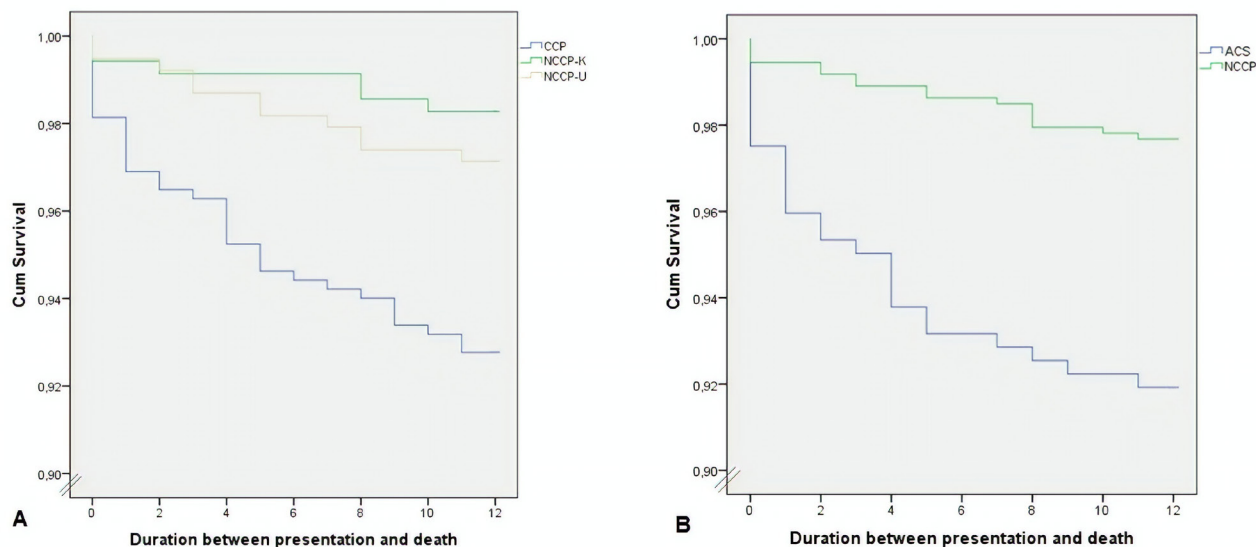 1,00
0,98
0,96
0,94
0,92
0,90
Cum Survival
0 2 4 6 8 10 12
Duration between presentation and death
CCP
NCCP-K
NCCP-U
A
1,00
0,98
0,96
0,94
0,92
0,90
Cum Survival
0 2 4 6 8 10 12
Duration between presentation and death
ACS
NCCP
B